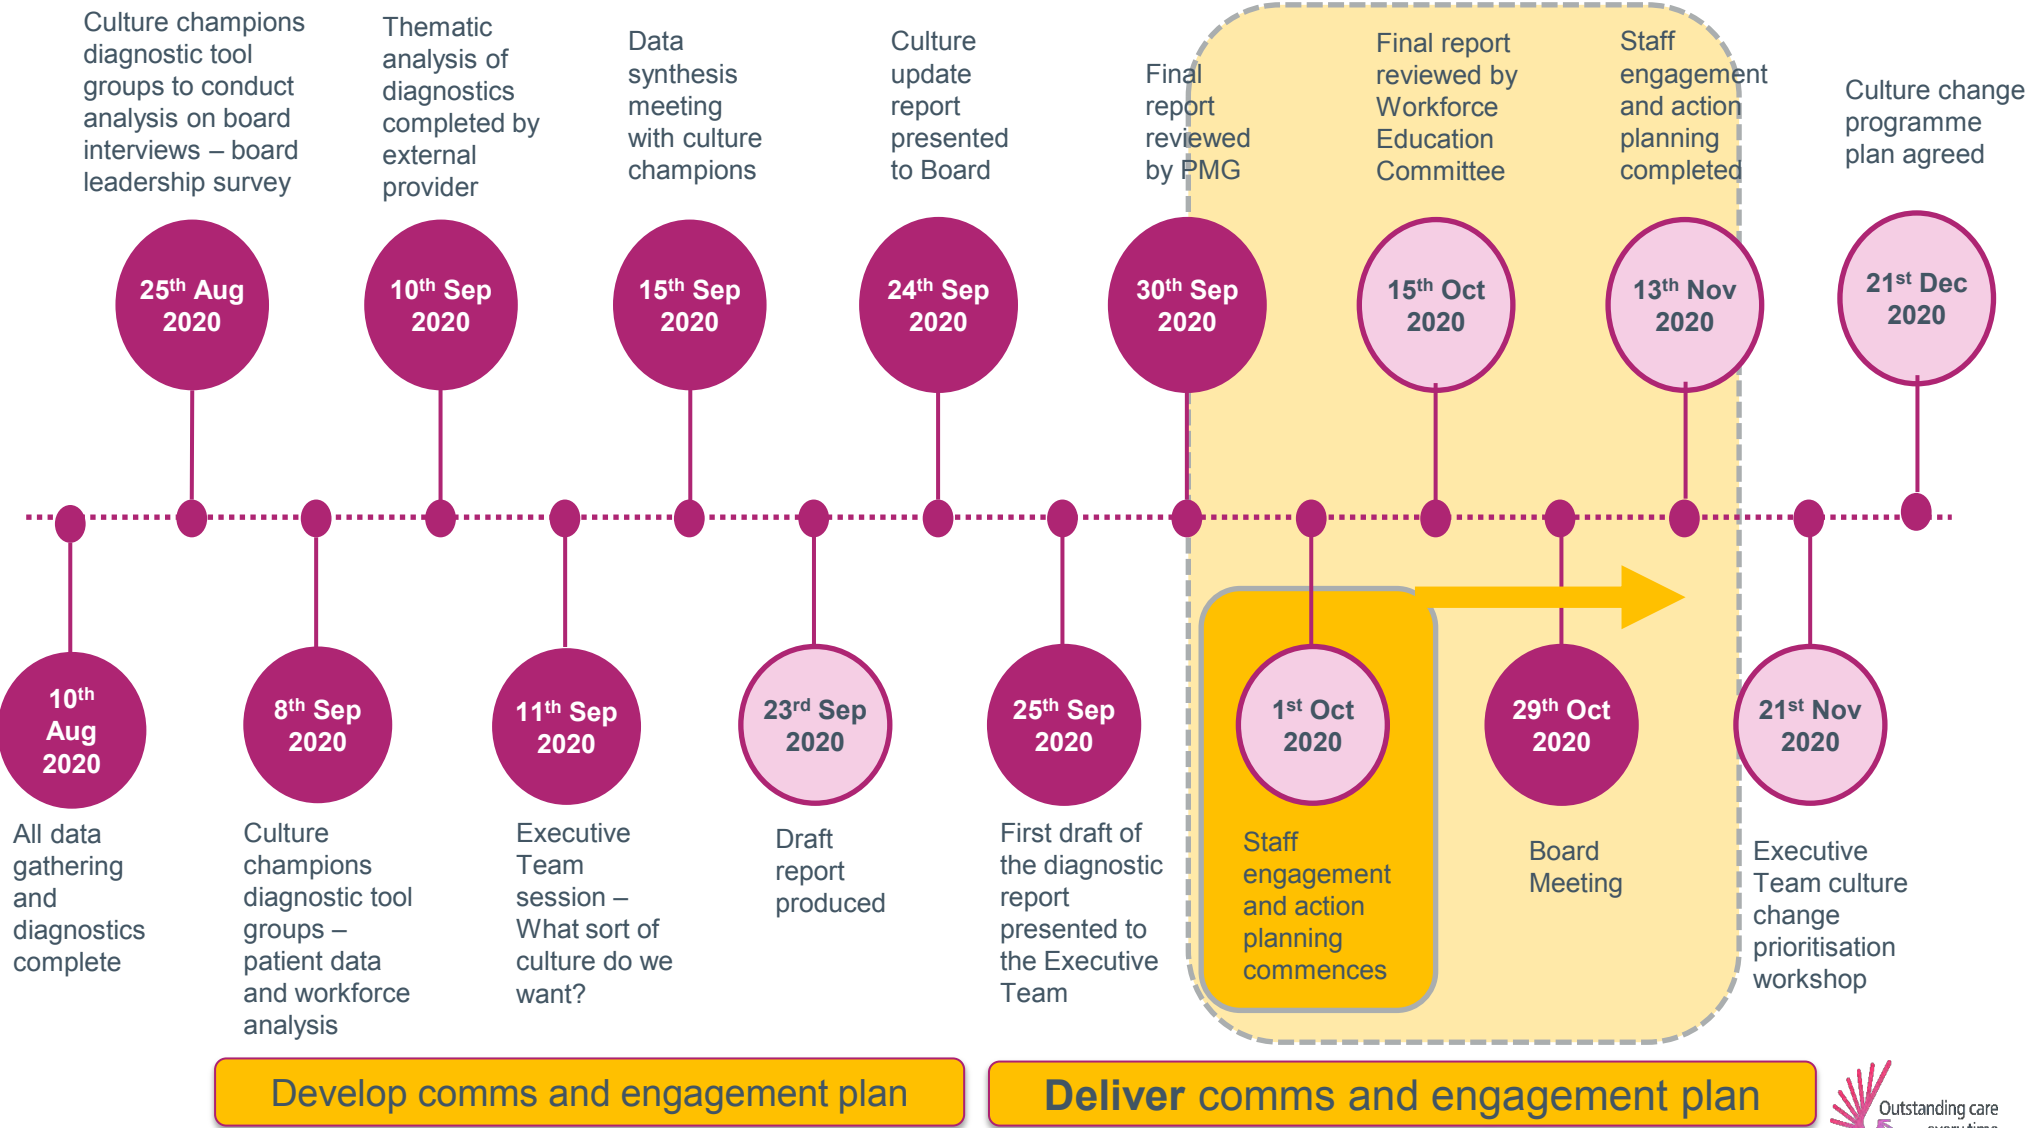 Culture champions
diagnostic tool
groups to conduct
analysis on board
interviews – board
leadership survey
Thematic
analysis of
diagnostics
completed by
external
provider
Data
synthesis
meeting
with culture
champions
Culture
update
report
presented
to Board
Final
report
reviewed
by PMG
Final report
reviewed by
Workforce
Education
Committee
Staff
engagement
and action
planning
completed
Culture change
programme
plan agreed
25th Aug
2020
10th Sep
2020
15th Sep
2020
24th Sep
2020
30th Sep
2020
15th Oct
2020
13th Nov
2020
21st Dec
2020
10th
Aug
2020
8th Sep
2020
11th Sep
2020
23rd Sep
2020
25th Sep
2020
1st Oct
2020
29th Oct
2020
21st Nov
2020
All data
gathering
and
diagnostics
complete
Culture
champions
diagnostic tool
groups –
patient data
and workforce
analysis
Executive
Team
session –
What sort of
culture do we
want?
Draft
report
produced
First draft of
the diagnostic
report
presented to
the Executive
Team
Staff
engagement
and action
planning
commences
Board
Meeting
Executive
Team culture
change
prioritisation
workshop
Develop comms and engagement plan
Deliver comms and engagement plan
Outstanding care
every time